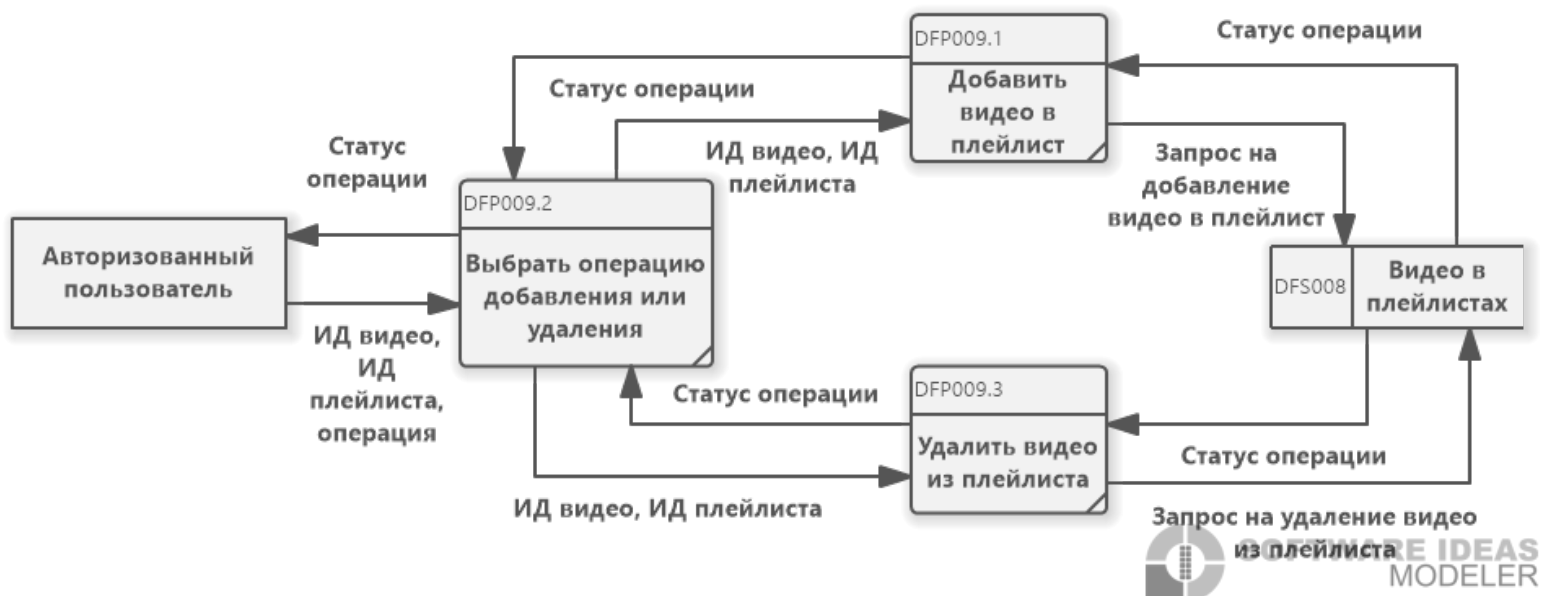 DFP009.1
Добавить
видео в
плейлист
Статус операции
Статус операции
ИД видео, ИД
плейлиста
Запрос на
добавление
видео в плейлист
Статус
операции
DFP009.2
Выбрать операцию
добавления или
удаления
Авторизованный
пользователь
ИД видео,
ИД
плейлиста,
операция
DFS008
Видео в
плейлистах
Статус операции
DFP009.3
Удалить видео
из плейлиста
Статус операции
ИД видео, ИД плейлиста
Запрос на удаление видео
из плейлиста
SOFTWARE IDEAS
MODELER